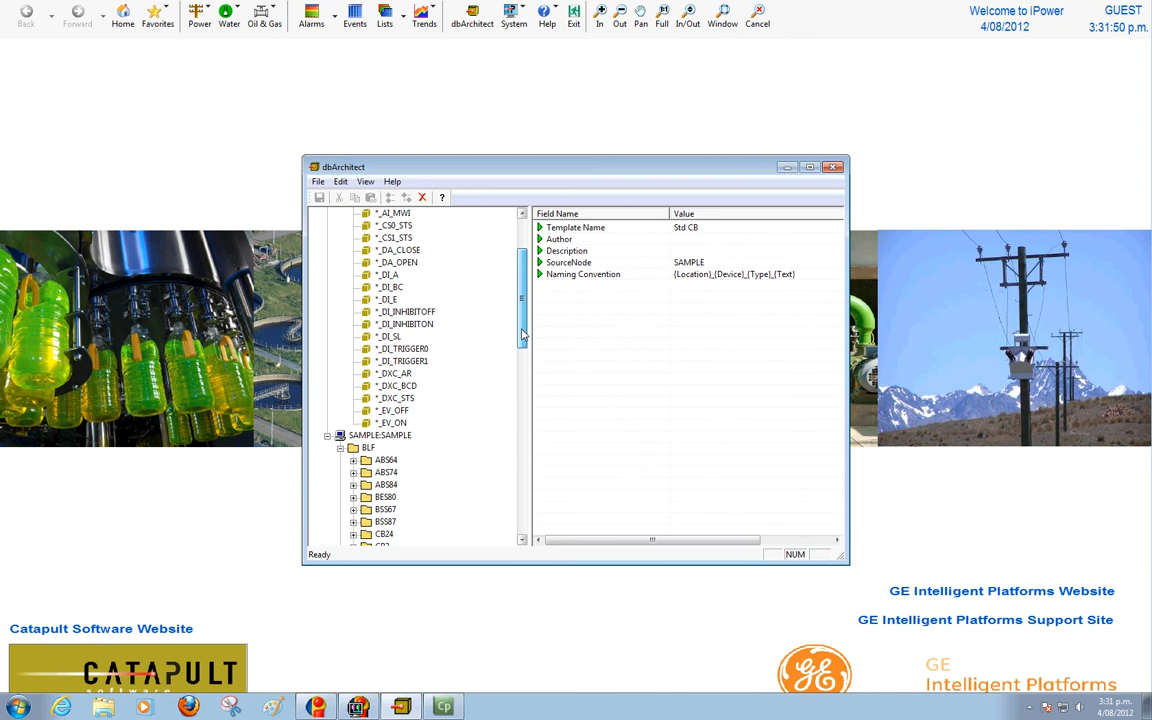 Back
Forward
Home
Favorites
Power
Water
Oil & Gas
Alarms
Events
Lists
Trends
dbArchitect
System
Help
Exit
In
Out
Pan
Full
In/Out
Window
Cancel
Welcome to iPower
4/08/2012
GUEST
3:31:50 p.m.
dbArchitect
File Edit View Help
*_AI_MWI
*_CS0_STS
*_CS1_STS
*_DA_CLOSE
*_DA_OPEN
*_DI_A
*_DI_BC
*_DI_E
*_DI_INHIBITOFF
*_DI_INHIBITON
*_DI_SL
*_DI_TRIGGER0
*_DI_TRIGGER1
*_DXC_AR
*_DXC_BCD
*_DXC_STS
*_EV_OFF
*_EV_ON
SAMPLE:SAMPLE
BLF
ABS64
ABS74
ABS84
BES80
BSS67
BSS87
CB24
Field Name Value
Template Name Std CB
Author
Description
SourceNode SAMPLE
Naming Convention {Location}_{Device}_{Type}_{Text}
Ready NUM
GE Intelligent Platforms Website
GE Intelligent Platforms Support Site
Catapult Software Website
CATAPULT
software
GE
Intelligent Platforms
Cp
3:31 p.m.
4/08/2012